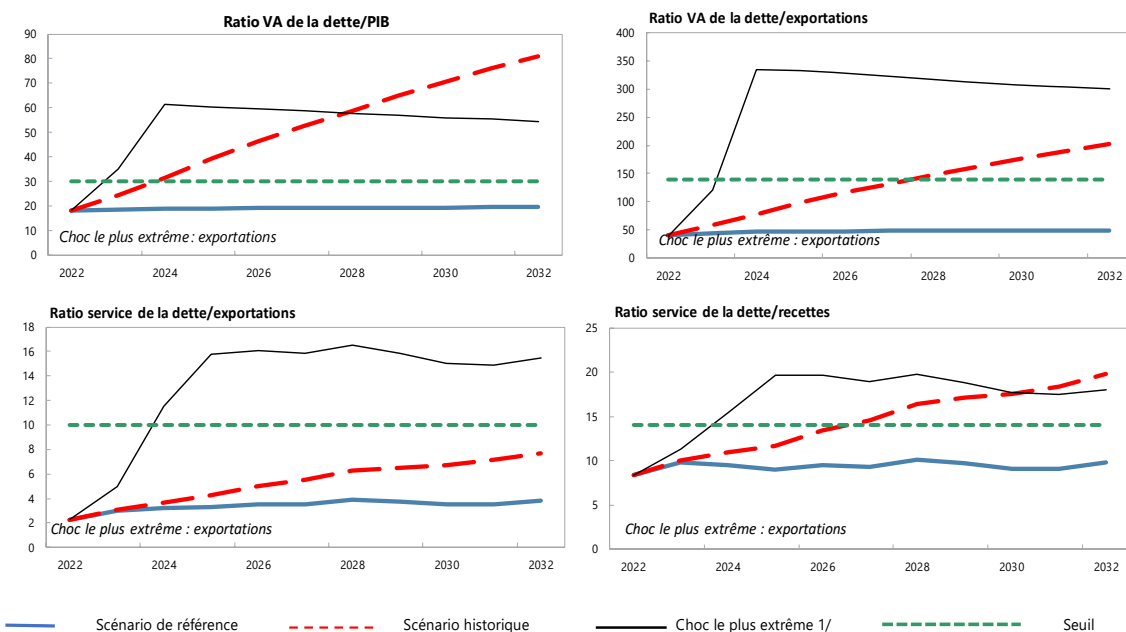 Ratio VA de la dette/PIB
90
80
70
60
50
40
30
20
10
0
Choc le plus extrême : exportations
2022 2024 2026 2028 2030 2032
Ratio VA de la dette/exportations
400
350
300
250
200
150
100
50
0
Choc le plus extrême : exportations
2022 2024 2026 2028 2030 2032
Ratio service de la dette/exportations
18
16
14
12
10
8
6
4
2
0
Choc le plus extrême : exportations
2022 2024 2026 2028 2030 2032
Ratio service de la dette/recettes
25
20
15
10
5
0
Choc le plus extrême : exportations
2022 2024 2026 2028 2030 2032
Scénario de référence Scénario historique Choc le plus extrême 1/ Seuil